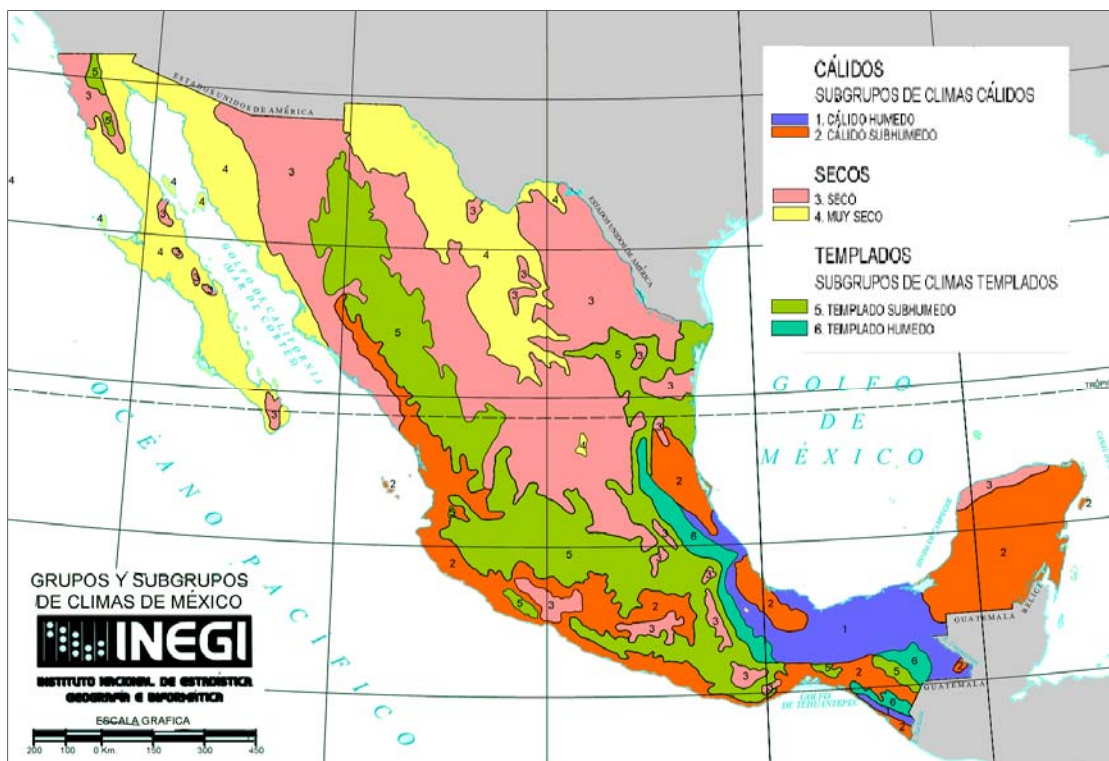 CÁLIDOS
SUBGRUPOS DE CLIMAS CÁLIDOS
1. CÁLIDO HUMEDO
2. CÁLIDO SUBHUMEDO
SECOS
3. SECO
4. MUY SECO
TEMPLADOS
SUBGRUPOS DE CLIMAS TEMPLADOS
5. TEMPLADO SUBHUMEDO
6. TEMPLADO HUMEDO
ESTADOS UNIDOS DE AMÉRICA
ESTADOS UNIDOS DE AMÉRICA
GOLFO DE CALIFORNIA
MAR DE CORTÉS
OCÉANO PACIFICO
GOLFO
DE
MÉXICO
TRÓPI
GUATEMALA
BELICE
GUATEMALA
GOLFO
DE TEHUANTEPEC
GRUPOS Y SUBGRUPOS
DE CLIMAS DE MÉXICO
INEGI
INSTITUTO NACIONAL DE ESTADÍSTICA
GEOGRAFÍA E INFORMÁTICA
ESCALA GRAFICA
200 100 0 Km. 150 300 450